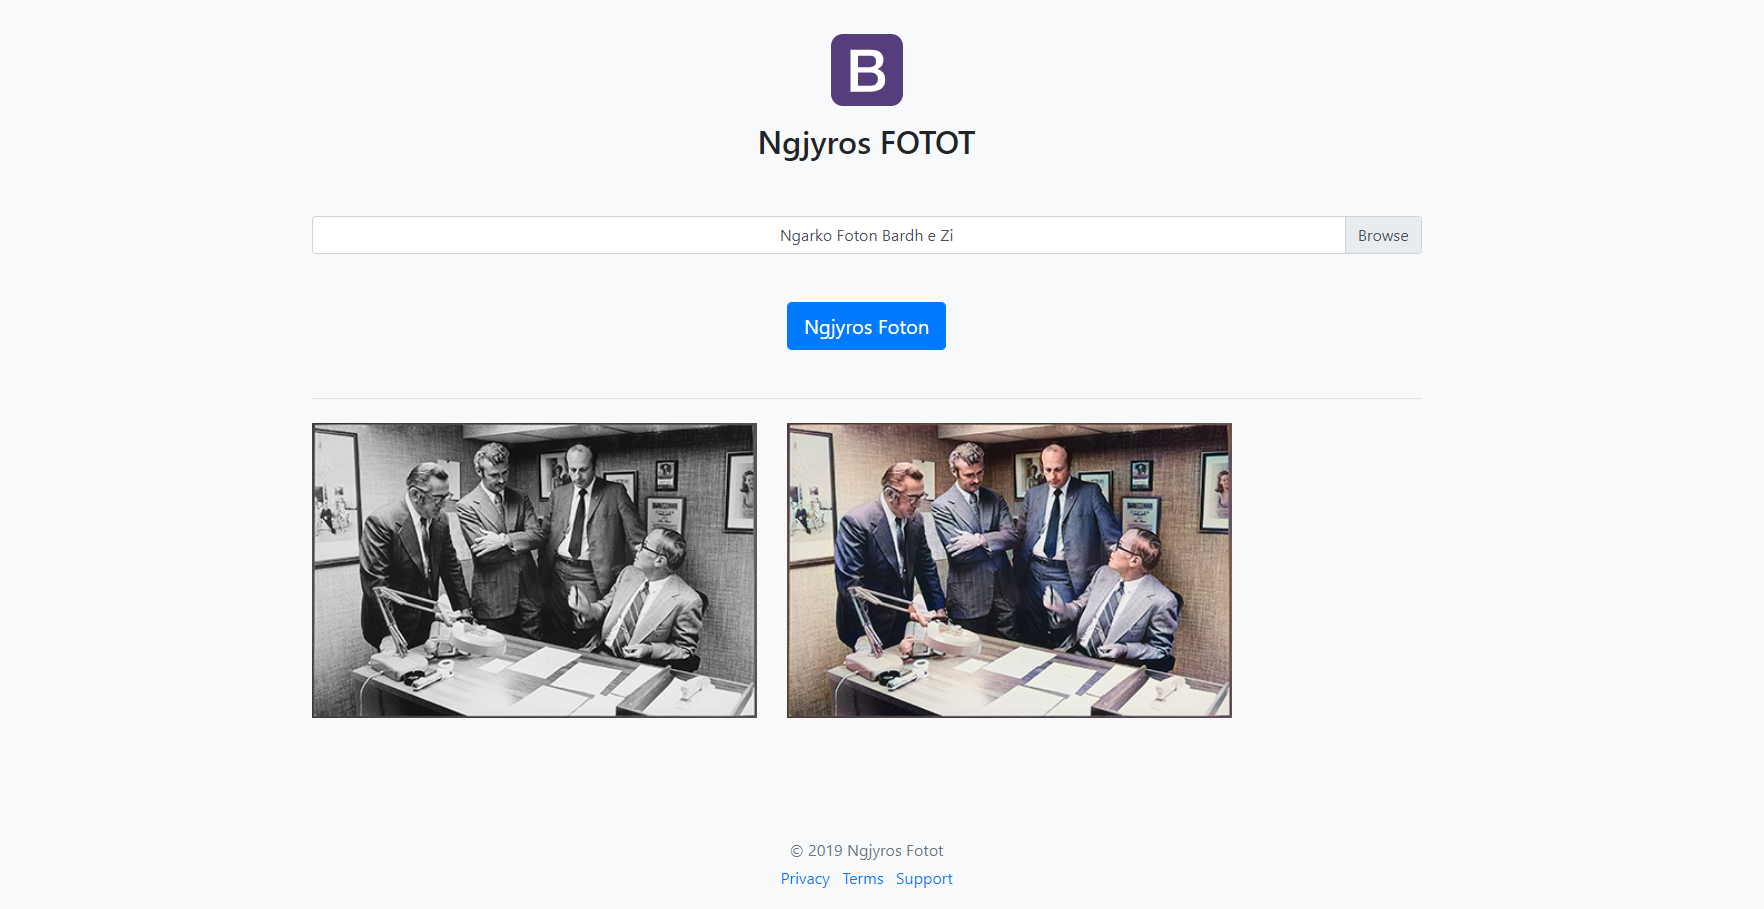 B
Ngjyros FOTOT
Ngarko Foton Bardh e Zi
Browse
Ngjyros Foton
© 2019 Ngjyros Fotot
Privacy Terms Support